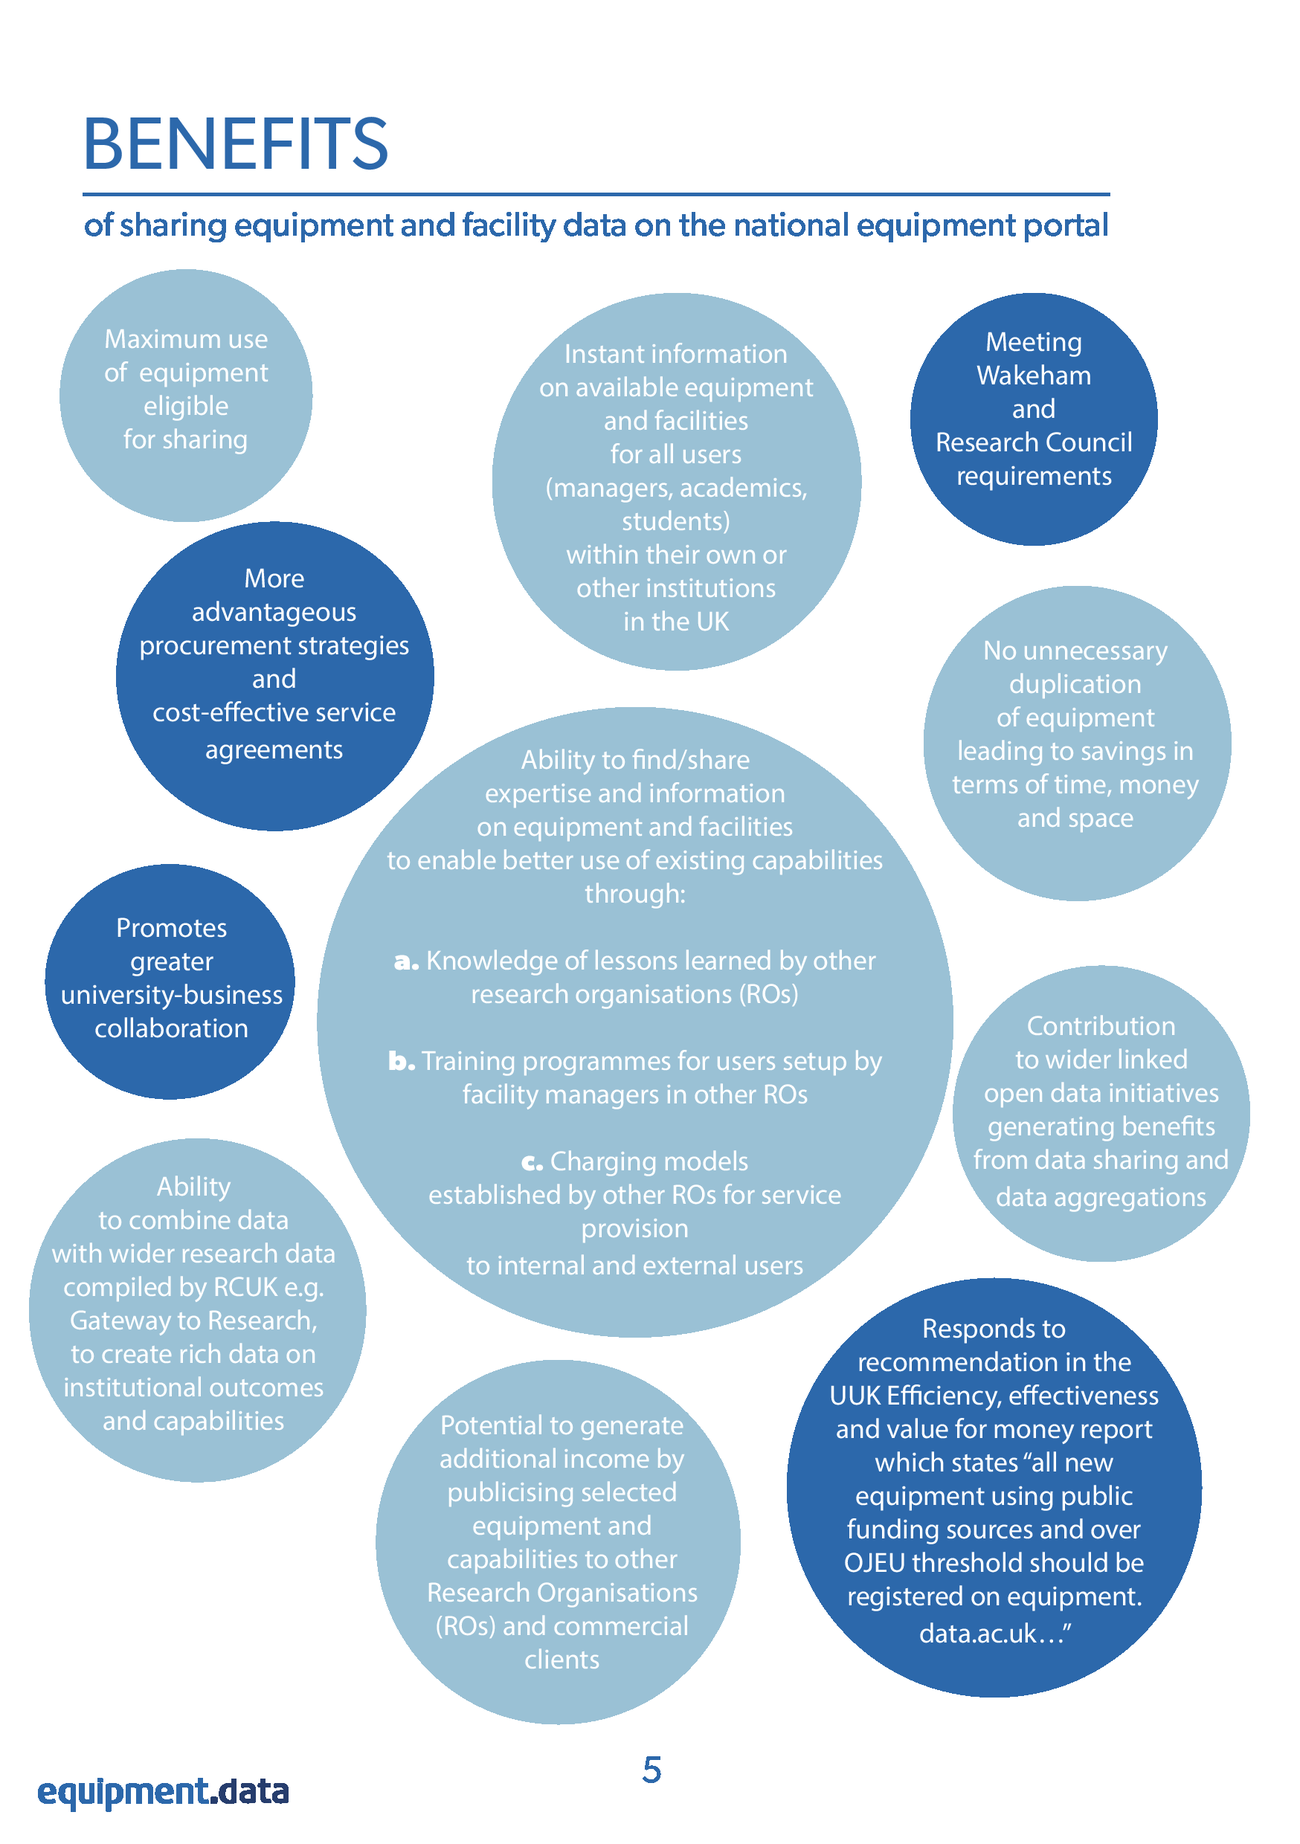 BENEFITS
of sharing equipment and facility data on the national equipment portal
Maximum use
of equipment
eligible
for sharing
Instant information
on available equipment
and facilities
for all users
(managers, academics,
students)
within their own or
other institutions
in the UK
Meeting
Wakeham
and
Research Council
requirements
More
advantageous
procurement strategies
and
cost-effective service
agreements
No unnecessary
duplication
of equipment
leading to savings in
terms of time, money
and space
Ability to find/share
expertise and information
on equipment and facilities
to enable better use of existing capabilities
through:
a. Knowledge of lessons learned by other
research organisations (ROs)
b. Training programmes for users setup by
facility managers in other ROs
c. Charging models
established by other ROs for service
provision
to internal and external users
Promotes
greater
university-business
collaboration
Contribution
to wider linked
open data initiatives
generating benefits
from data sharing and
data aggregations
Ability
to combine data
with wider research data
compiled by RCUK e.g.
Gateway to Research,
to create rich data on
institutional outcomes
and capabilities
Potential to generate
additional income by
publicising selected
equipment and
capabilities to other
Research Organisations
(ROs) and commercial
clients
Responds to
recommendation in the
UUK Efficiency, effectiveness
and value for money report
which states “all new
equipment using public
funding sources and over
OJEU threshold should be
registered on equipment.
data.ac.uk…”
5
equipment.data